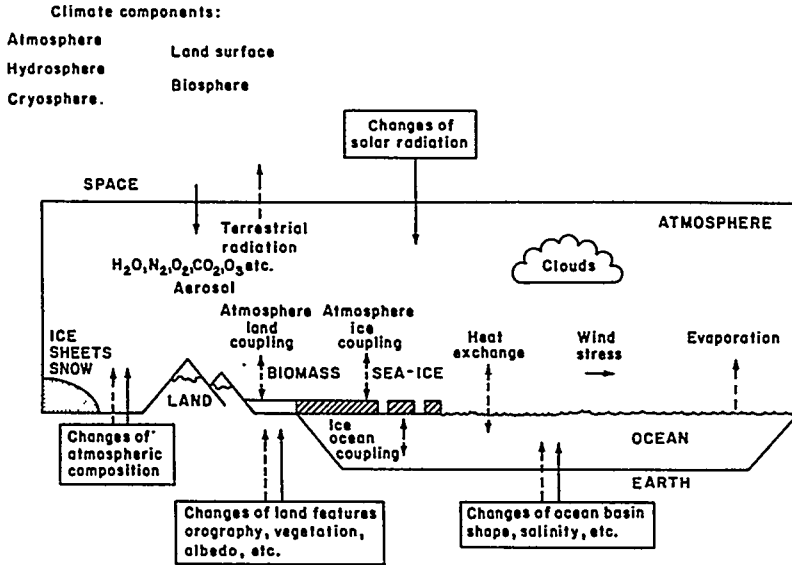 Climate components:
Atmosphere
Land surface
Hydrosphere
Biosphere
Cryosphere.
Changes of
solar radiation
SPACE
ATMOSPHERE
Terrestrial
radiation
H₂O,N₂,O₂,CO₂,O₃ etc.
Aerosol
Clouds
Atmosphere
land
coupling
Atmosphere
ice
coupling
Heat
exchange
Wind
stress
Evaporation
ICE
SHEETS
SNOW
BIOMASS
SEA-ICE
LAND
Changes of
atmospheric
composition
Ice
ocean
coupling
OCEAN
EARTH
Changes of land features
orography, vegetation,
albedo, etc.
Changes of ocean basin
shape, salinity, etc.